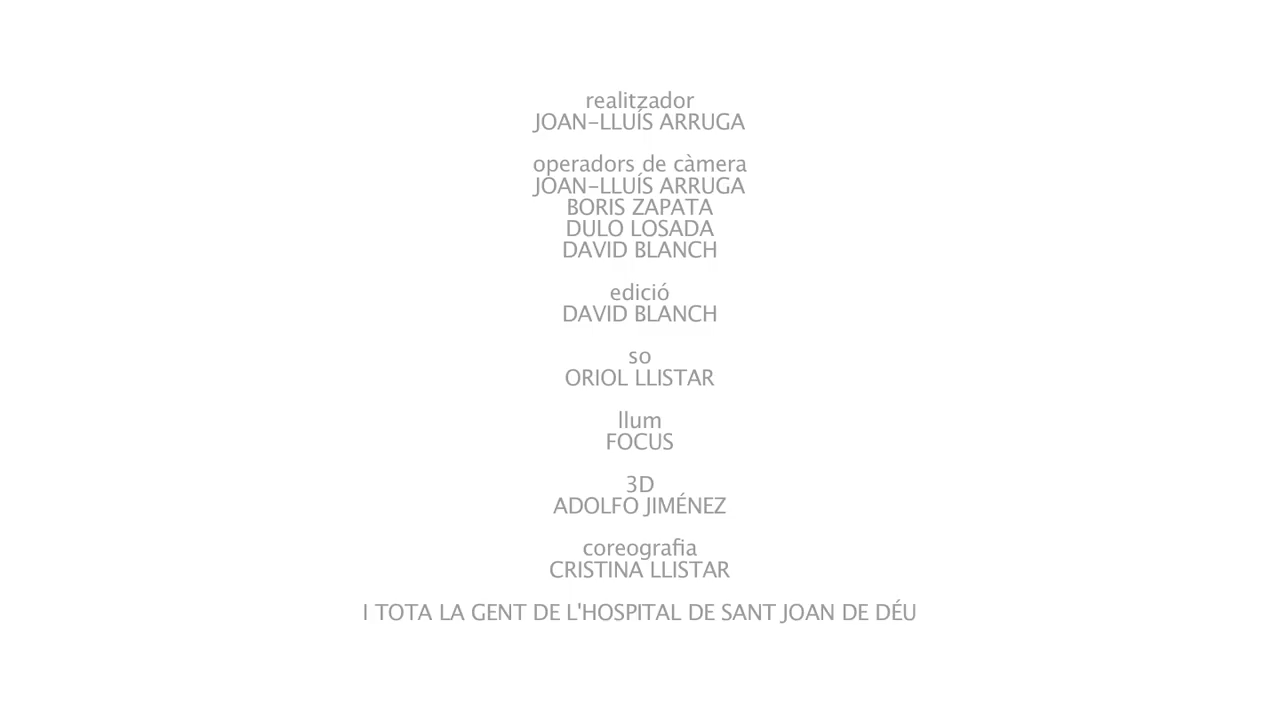 realitzador
JOAN-LLUÍS ARRUGA
operadors de càmera
JOAN-LLUÍS ARRUGA
BORIS ZAPATA
DULO LOSADA
DAVID BLANCH
edició
DAVID BLANCH
so
ORIOL LLISTAR
llum
FOCUS
3D
ADOLFO JIMÉNEZ
coreografia
CRISTINA LLISTAR
I TOTA LA GENT DE L'HOSPITAL DE SANT JOAN DE DÉU